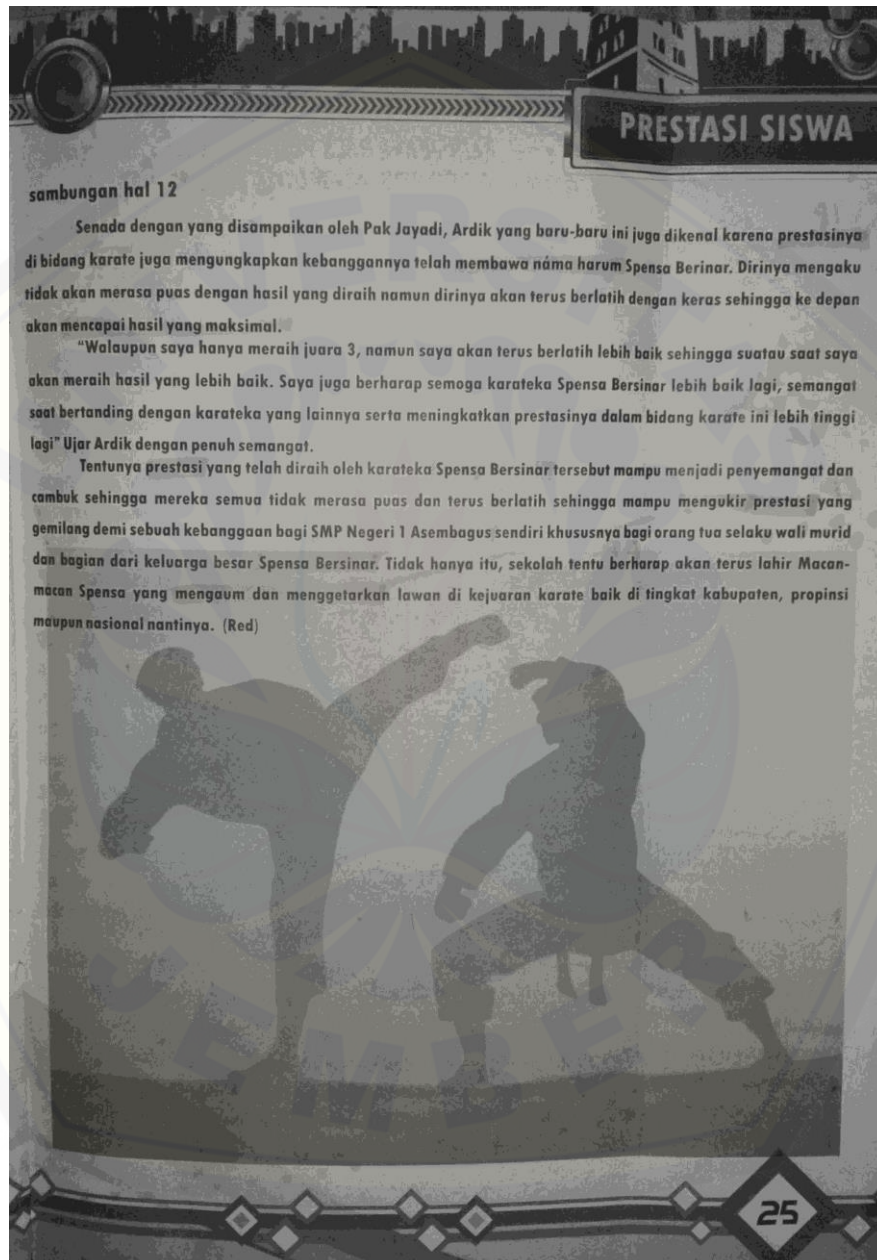 PRESTASI SISWA
sambungan hal 12
Senada dengan yang disampaikan oleh Pak Jayadi, Ardik yang baru-baru ini juga dikenal karena prestasinya
di bidang karate juga mengungkapkan kebanggannya telah membawa náma harum Spensa Berinar. Dirinya mengaku
tidak akan merasa puas dengan hasil yang diraih namun dirinya akan terus berlatih dengan keras sehingga ke depan
akan mencapai hasil yang maksimal.
"Walaupun saya hanya meraih juara 3, namun saya akan terus berlatih lebih baik sehingga suatau saat saya
akan meraih hasil yang lebih baik. Saya juga berharap semoga karateka Spensa Bersinar lebih baik lagi, semangat
saat bertanding dengan karateka yang lainnya serta meningkatkan prestasinya dalam bidang karate ini lebih tinggi
lagi" Ujar Ardik dengan penuh semangat.
Tentunya prestasi yang telah diraih oleh karateka Spensa Bersinar tersebut mampu menjadi penyemangat dan
cambuk sehingga mereka semua tidak merasa puas dan terus berlatih sehingga mampu mengukir prestasi yang
gemilang demi sebuah kebanggaan bagi SMP Negeri 1 Asembagus sendiri khususnya bagi orang tua selaku wali murid
dan bagian dari keluarga besar Spensa Bersinar. Tidak hanya itu, sekolah tentu berharap akan terus lahir Macan-
macan Spensa yang mengaum dan menggetarkan lawan di kejuaran karate baik di tingkat kabupaten, propinsi
maupun nasional nantinya. (Red)
JEMBER
25